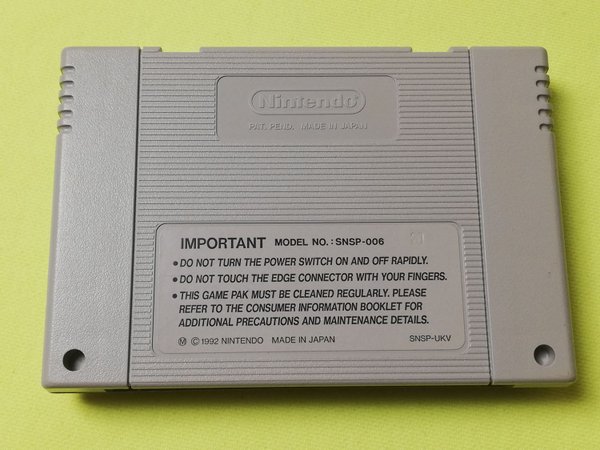 Nintendo
PAT. PEND. MADE IN JAPAN
IMPORTANT MODEL NO.: SNSP-006
• DO NOT TURN THE POWER SWITCH ON AND OFF RAPIDLY.
• DO NOT TOUCH THE EDGE CONNECTOR WITH YOUR FINGERS.
• THIS GAME PAK MUST BE CLEANED REGULARLY. PLEASE
REFER TO THE CONSUMER INFORMATION BOOKLET FOR
ADDITIONAL PRECAUTIONS AND MAINTENANCE DETAILS.
Ⓜ © 1992 NINTENDO MADE IN JAPAN SNSP-UKV